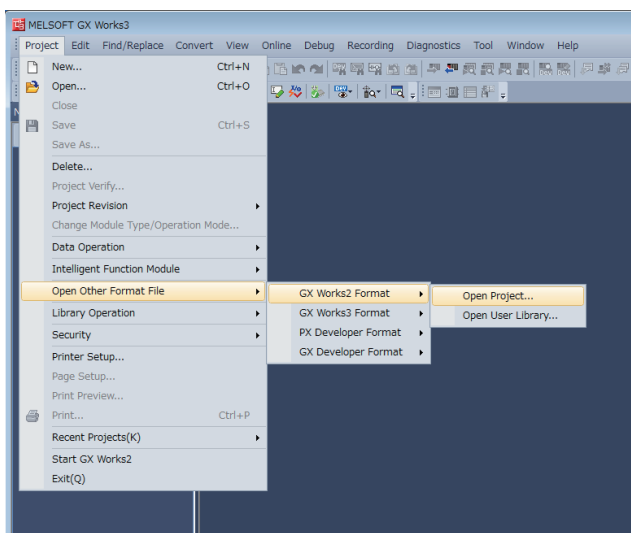 MELSOFT GX Works3
Project Edit Find/Replace Convert View Online Debug Recording Diagnostics Tool Window Help
New... Ctrl+N
Open... Ctrl+O
Close
Save Ctrl+S
Save As...
Delete...
Project Verify...
Project Revision
Change Module Type/Operation Mode...
Data Operation
Intelligent Function Module
Open Other Format File
GX Works2 Format
Open Project...
Library Operation
GX Works3 Format
Open User Library...
Security
PX Developer Format
Printer Setup...
GX Developer Format
Page Setup...
Print Preview...
Print... Ctrl+P
Recent Projects(K)
Start GX Works2
Exit(Q)